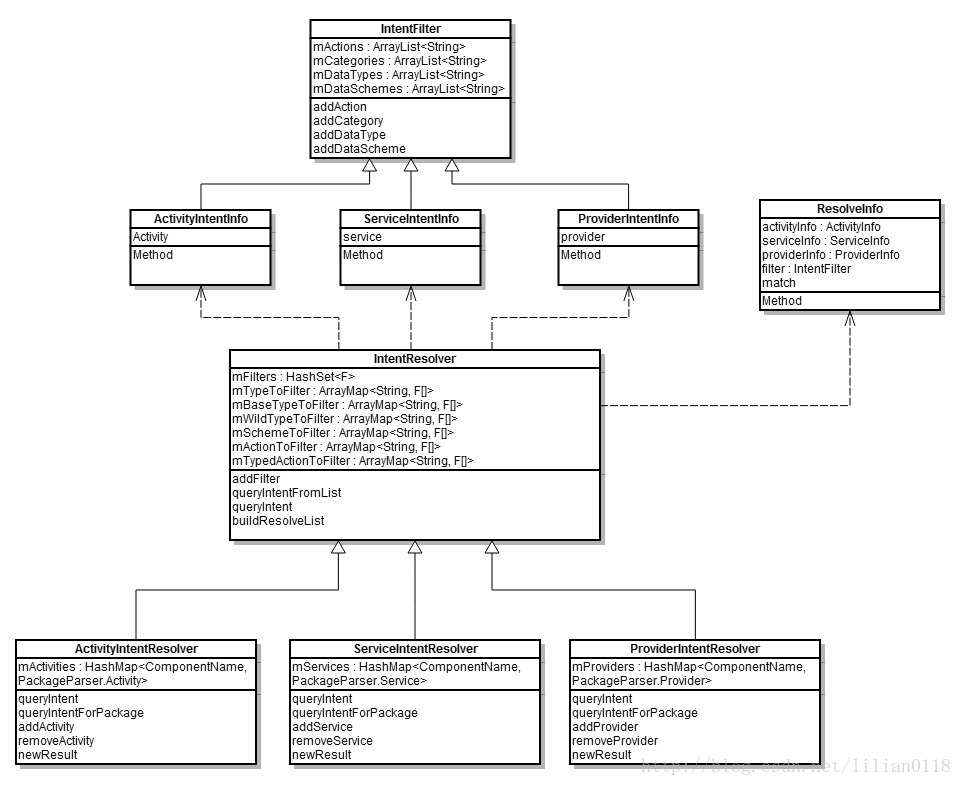 IntentFilter
mActions : ArrayList<String>
mCategories : ArrayList<String>
mDataTypes : ArrayList<String>
mDataSchemes : ArrayList<String>
addAction
addCategory
addDataType
addDataScheme
ActivityIntentInfo
Activity
Method
ServiceIntentInfo
service
Method
ProviderIntentInfo
provider
Method
ResolveInfo
activityInfo : ActivityInfo
serviceInfo : ServiceInfo
providerInfo : ProviderInfo
filter : IntentFilter
match
Method
IntentResolver
mFilters : HashSet<F>
mTypeToFilter : ArrayMap<String, F[]>
mBaseTypeToFilter : ArrayMap<String, F[]>
mWildTypeToFilter : ArrayMap<String, F[]>
mSchemeToFilter : ArrayMap<String, F[]>
mActionToFilter : ArrayMap<String, F[]>
mTypedActionToFilter : ArrayMap<String, F[]>
addFilter
queryIntentFromList
queryIntent
buildResolveList
ActivityIntentResolver
mActivities : HashMap<ComponentName,
PackageParser.Activity>
queryIntent
queryIntentForPackage
addActivity
removeActivity
newResult
ServiceIntentResolver
mServices : HashMap<ComponentName,
PackageParser.Service>
queryIntent
queryIntentForPackage
addService
removeService
newResult
ProviderIntentResolver
mProviders : HashMap<ComponentName,
PackageParser.Provider>
queryIntent
queryIntentForPackage
addProvider
removeProvider
newResult
http://blog.csdn.net/lilian0118